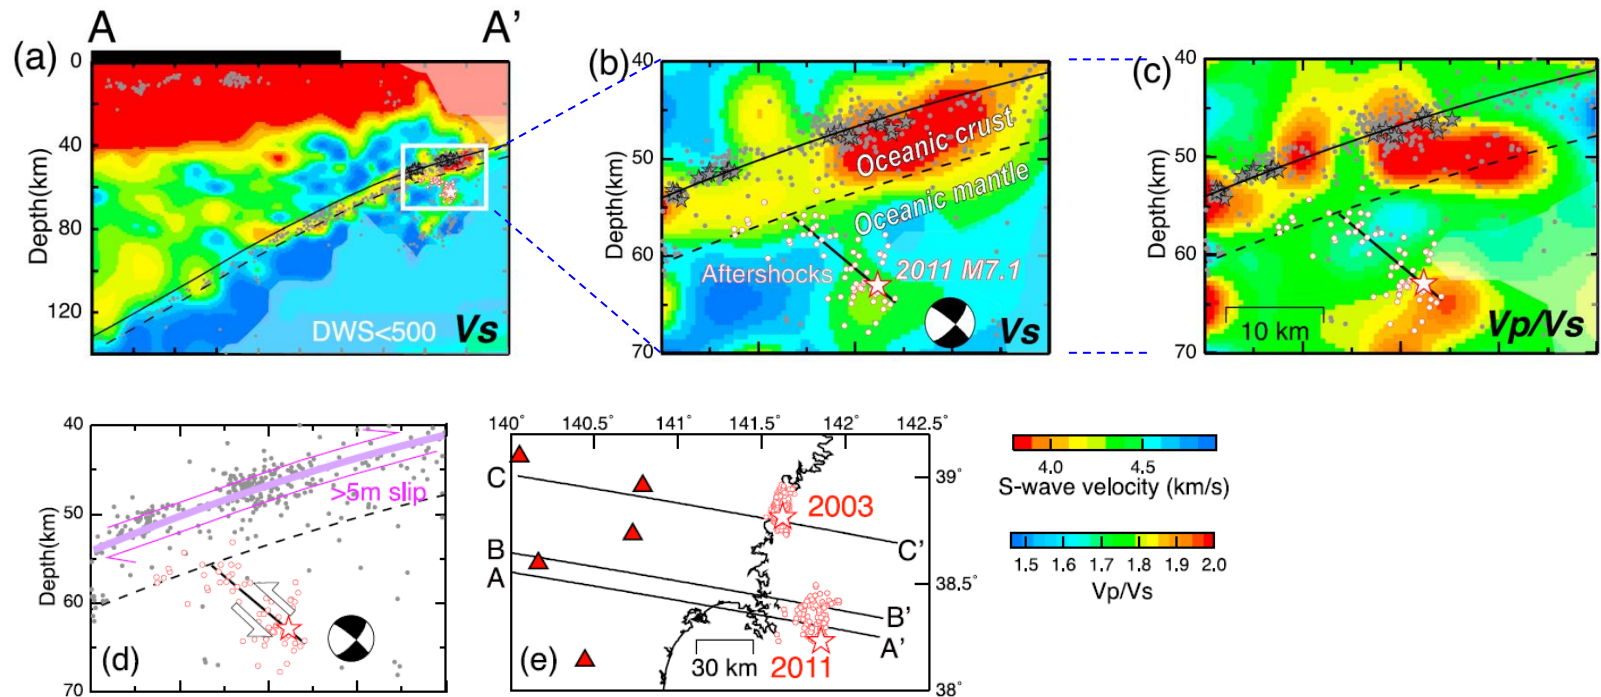 A
A’
(a)
0
40
80
120
Depth(km)
DWS<500
Vs
(b)
40
50
60
70
Depth(km)
Oceanic crust
Oceanic mantle
Aftershocks
2011 M7.1
Vs
(c)
40
50
60
70
Depth(km)
10 km
Vp/Vs
40
50
60
70
Depth(km)
>5m slip
(d)
140°
140.5°
141°
141.5°
142°
142.5°
39°
38.5°
38°
C
B
A
2003
C’
B’
A’
2011
30 km
(e)
4.0
4.5
S-wave velocity (km/s)
1.5
1.6
1.7
1.8
1.9
2.0
Vp/Vs